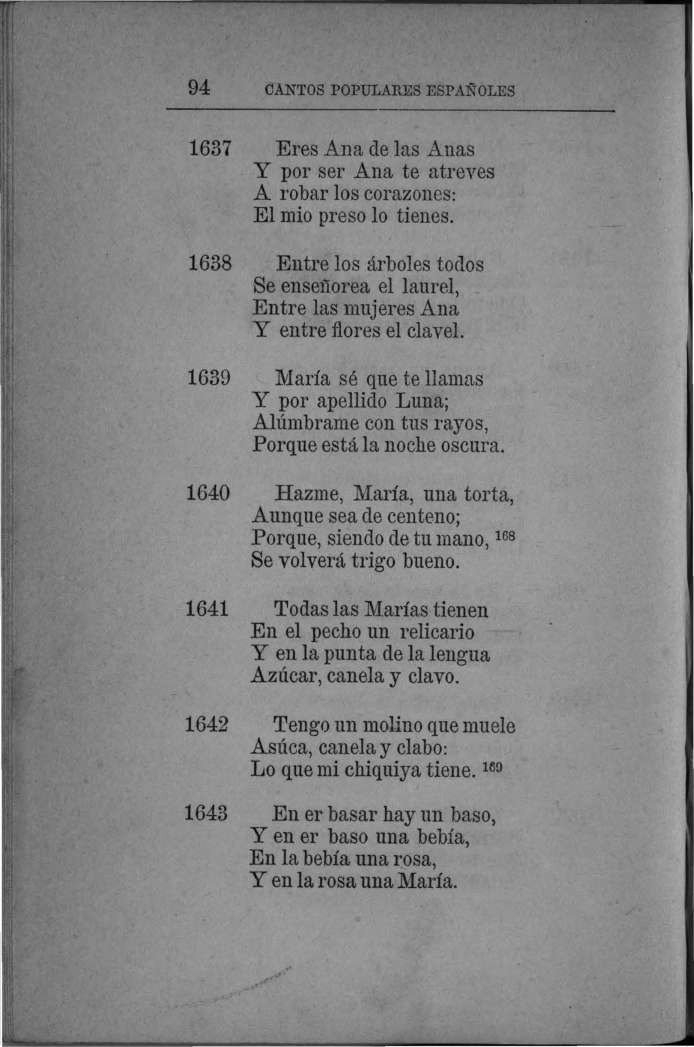 94 CANTOS POPULARES ESPAÑOLES
1637 Eres Ana de las Anas
Y por ser Ana te atreves
A robar los corazones:
El mio preso lo tienes.
1638 Entre los árboles todos
Se enseñorea el laurel,
Entre las mujeres Ana
Y entre flores el clavel.
1639 María sé que te llamas
Y por apellido Luna;
Alúmbrame con tus rayos,
Porque está la noche oscura.
1640 Hazme, María, una torta,
Aunque sea de centeno;
Porque, siendo de tu mano, 168
Se volverá trigo bueno.
1641 Todas las Marías tienen
En el pecho un relicario
Y en la punta de la lengua
Azúcar, canela y clavo.
1642 Tengo un molino que muele
Asúca, canela y clabo:
Lo que mi chiquiya tiene. 169
1643 En er basar hay un baso,
Y en er baso una bebía,
En la bebía una rosa,
Y en la rosa una María.